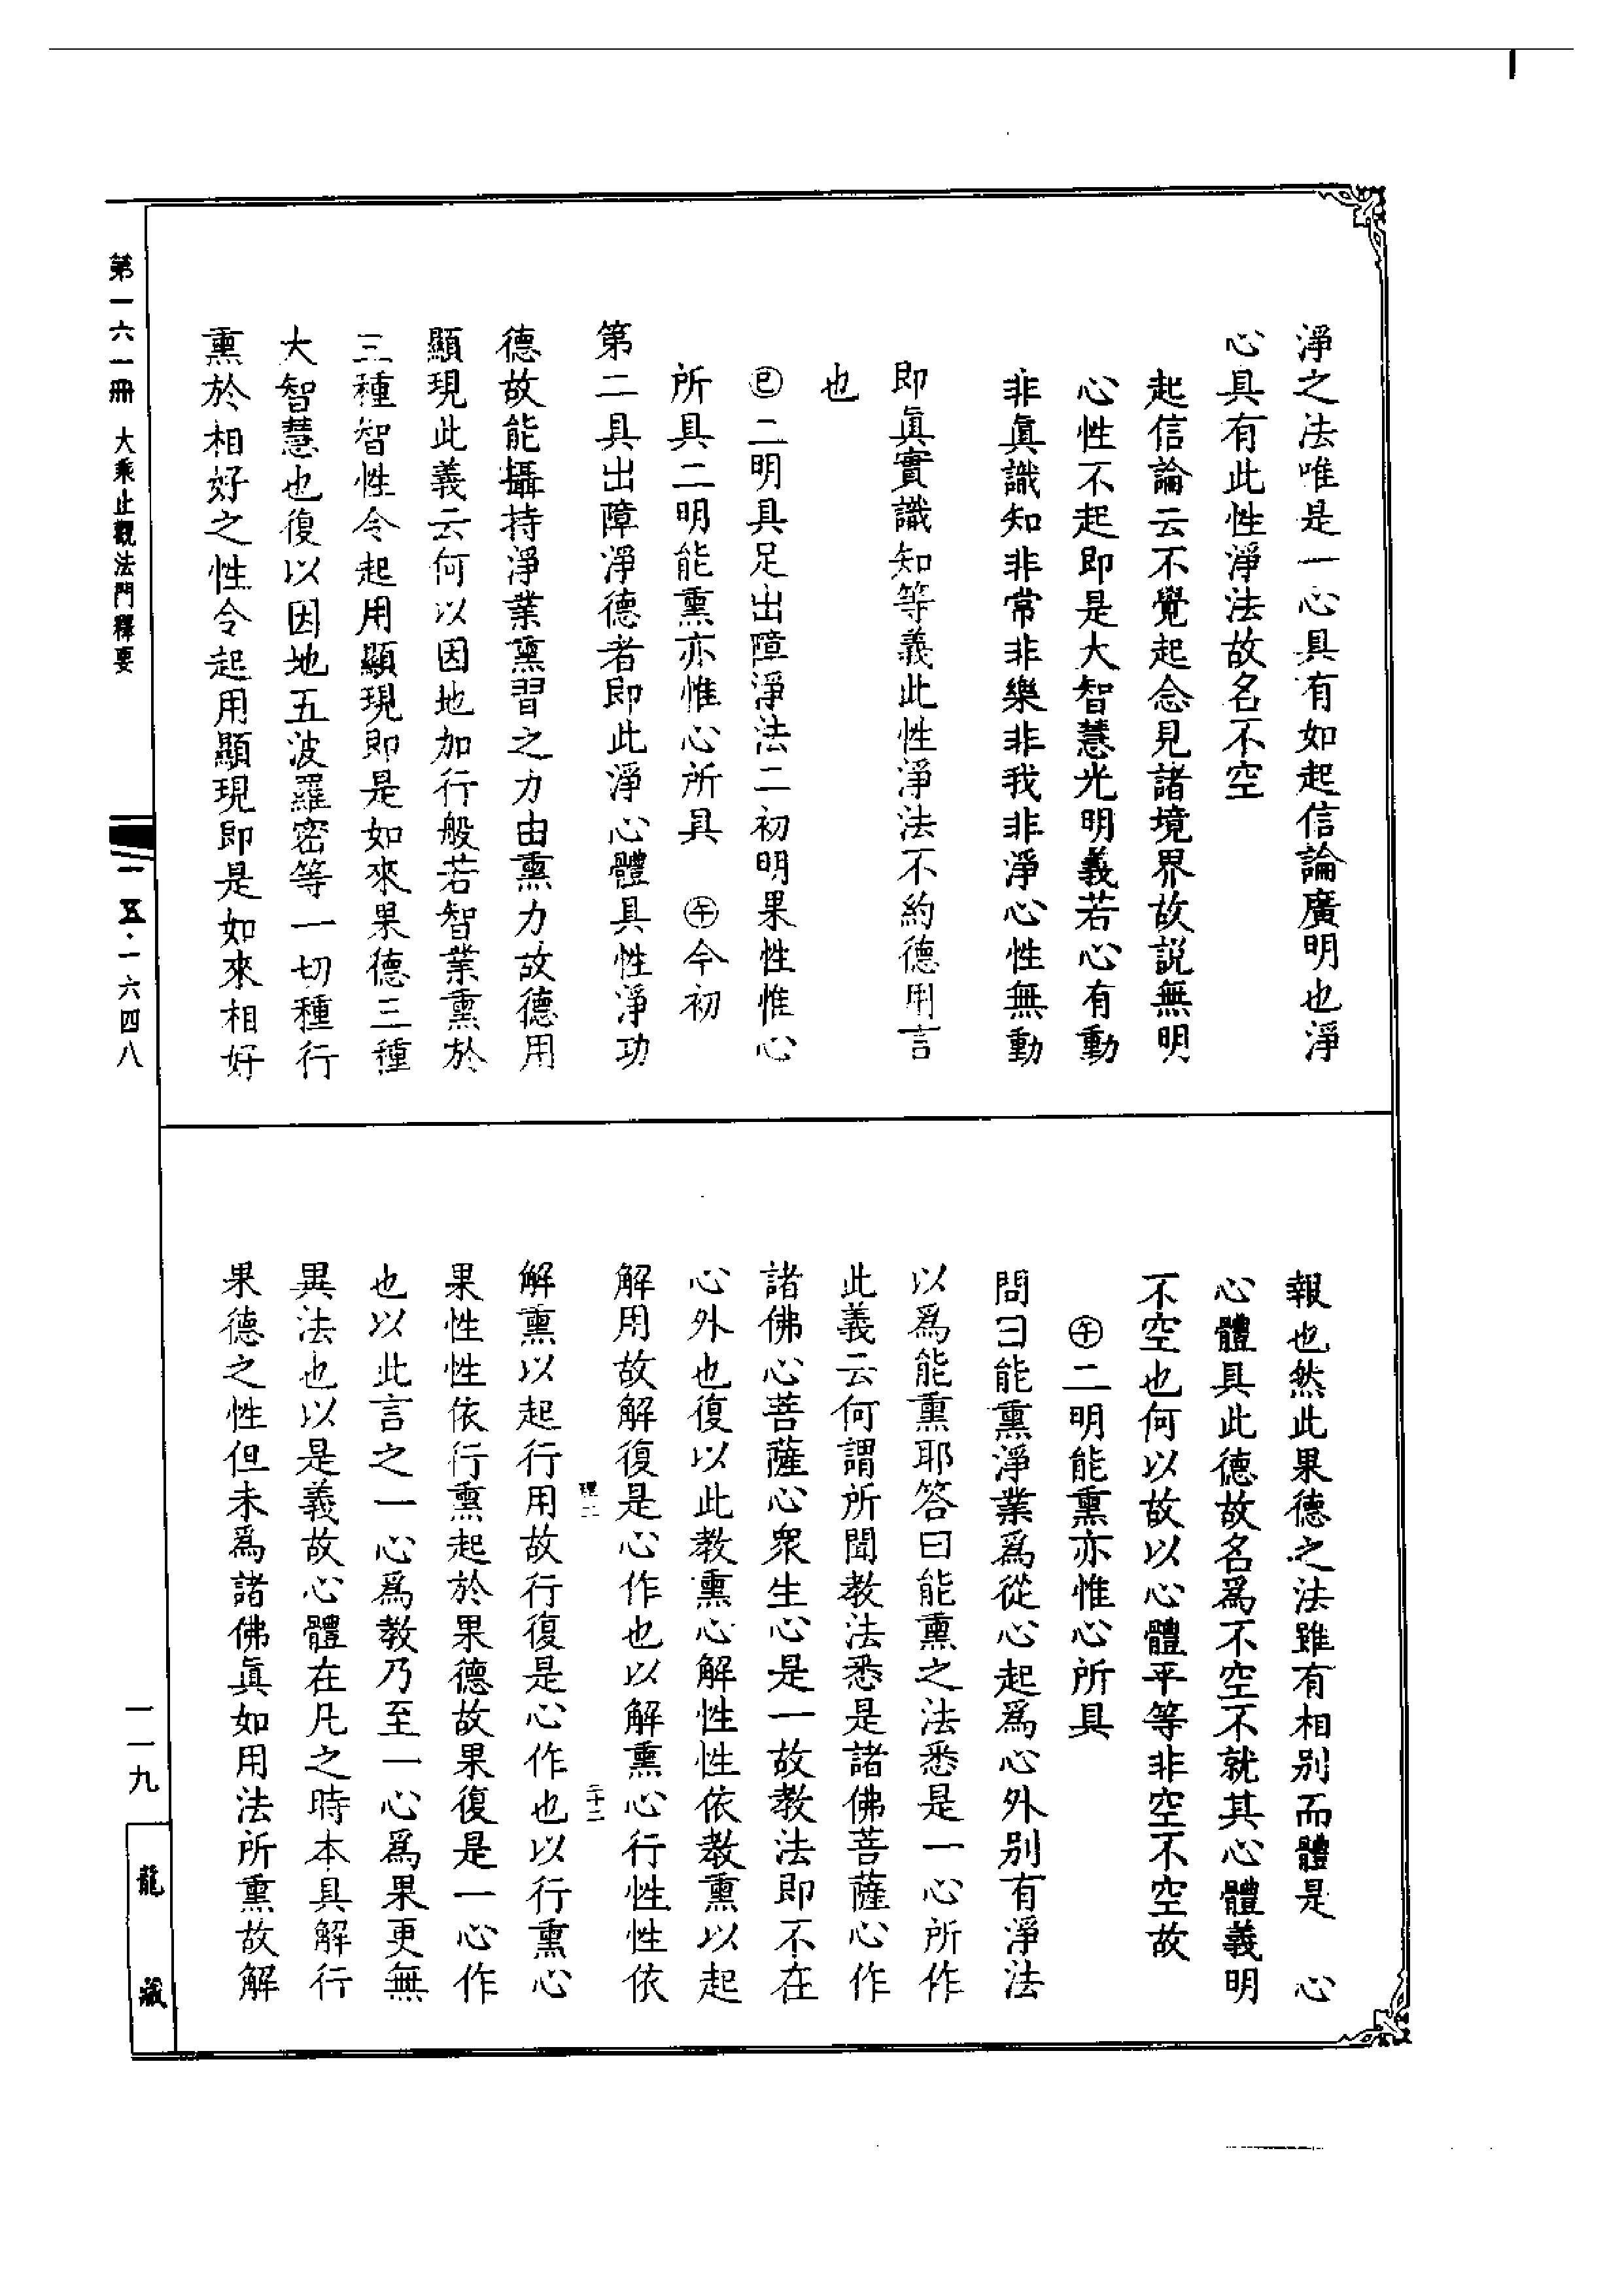 淨之法唯是一心具有如起信論廣明也淨
心具有此性淨法故名不空
起信論云不覺起念見諸境界故說無明
心性不起即是大智慧光明義若心有動
非眞識知非常非樂非我非淨心性無動
即眞實識知等義此性淨法不約德用言
也
㊁二明具足出障淨法二初明果性惟心
所具二明能熏亦惟心所具　㊍今初
第二具出障淨德者即此淨心體具性淨功
德故能攝持淨業熏習之力由熏力故德用
顯現此義云何以因地加行般若智業熏於
三種智性令起用顯現即是如來果德三種
大智慧也復以因地五波羅密等一切種行
熏於相好之性令起用顯現即是如來相好
報也然此果德之法雖有相别而體是　心
心體具此德故名爲不空不就其心體義明
不空也何以故以心體平等非空不空故
㊍二明能熏亦惟心所具
問曰能熏淨業爲從心起爲心外别有淨法
以爲能熏耶答曰能熏之法悉是一心所作
此義云何謂所聞教法悉是諸佛菩薩心作
諸佛心菩薩心衆生心是一故教法即不在
心外也復以此教熏心解性性依教熏以起
解用故解復是心作也以解熏心行性性依
解熏以起行用故行復是心作也以行熏心
果性性依行熏起於果德故果復是一心作
也以此言之一心爲教乃至一心爲果更無
異法也以是義故心體在凡之時本具解行
果德之性但未爲諸佛眞如用法所熏故解
二十二
第一六一冊　大乘止觀法門釋要
一五·一六四八
一一九
龍藏